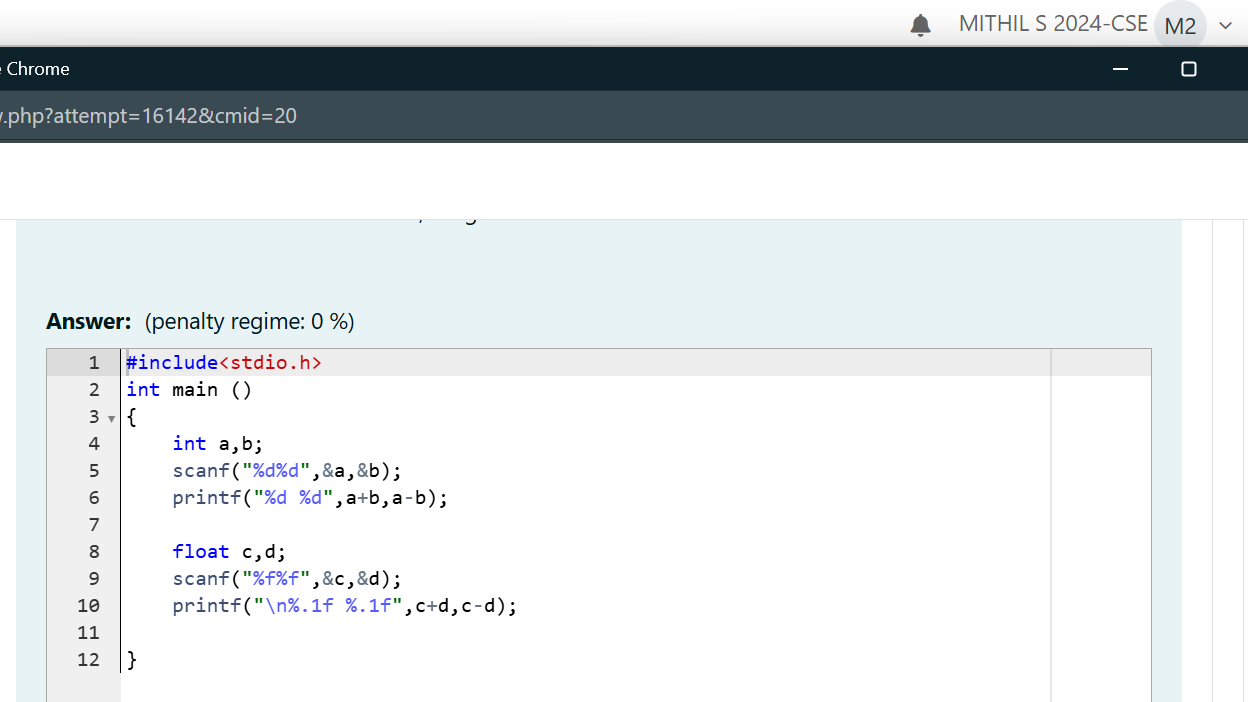 MITHIL S 2024-CSE M2
Chrome
.php?attempt=16142&cmid=20
Answer: (penalty regime: 0 %)
1 #include<stdio.h>
2 int main ()
3 {
4 int a,b;
5 scanf("%d%d",&a,&b);
6 printf("%d %d",a+b,a-b);
7
8 float c,d;
9 scanf("%f%f",&c,&d);
10 printf("\n%.1f %.1f",c+d,c-d);
11
12 }